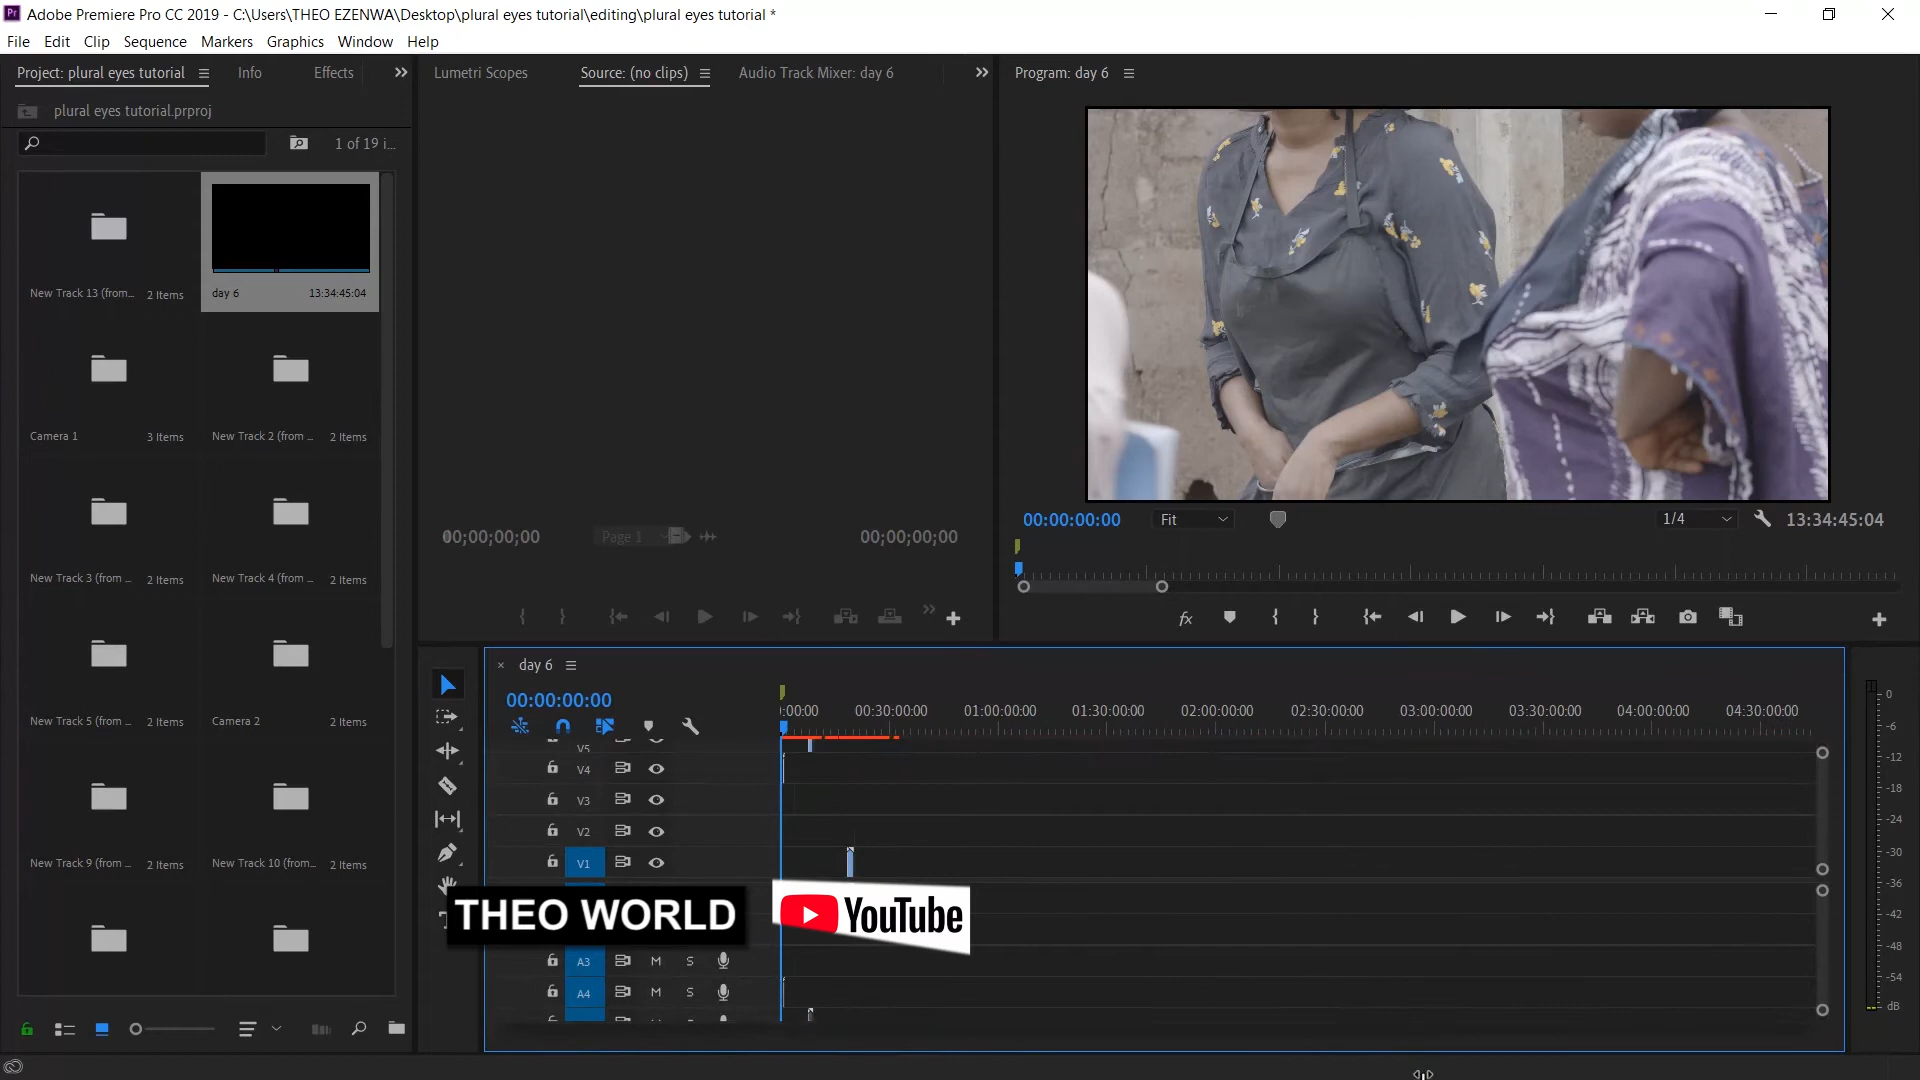 Pr Adobe Premiere Pro CC 2019 - C:\Users\THEO EZENWA\Desktop\plural eyes tutorial\editing\plural eyes tutorial *
File Edit Clip Sequence Markers Graphics Window Help
Project: plural eyes tutorial Info Effects
plural eyes tutorial.prproj
1 of 19 i...
New Track 13 (from... 2 Items
day 6 13:34:45:04
Camera 1 3 Items
New Track 2 (from ... 2 Items
New Track 3 (from ... 2 Items
New Track 4 (from ... 2 Items
New Track 5 (from ... 2 Items
Camera 2 2 Items
New Track 9 (from ... 2 Items
New Track 10 (from... 2 Items
Lumetri Scopes Source: (no clips) Audio Track Mixer: day 6
00;00;00;00 Page 1 00;00;00;00
Program: day 6
00:00:00:00 Fit 1/4 13:34:45:04
fx
× day 6
00:00:00:00
:00:00 00:30:00:00 01:00:00:00 01:30:00:00 02:00:00:00 02:30:00:00 03:00:00:00 03:30:00:00 04:00:00:00 04:30:00:00
V5
V4
V3
V2
V1
THEO WORLD
YouTube
A3 M S
A4 M S
0
-6
-12
-18
-24
-30
-36
-42
-48
-54
dB